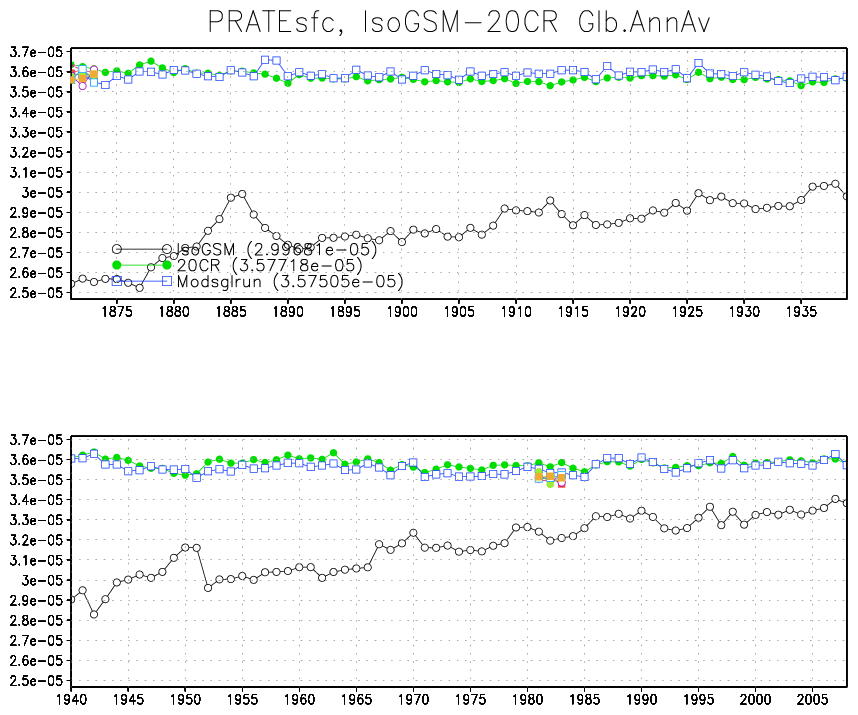 PRATEsfc, IsoGSM-20CR Glb.AnnAv
3.7e-05
3.6e-05
3.5e-05
3.4e-05
3.3e-05
3.2e-05
3.1e-05
3e-05
2.9e-05
2.8e-05
2.7e-05
2.6e-05
2.5e-05
IsoGSM (2.99681e-05)
20CR (3.57718e-05)
Modsglrun (3.57505e-05)
1875 1880 1885 1890 1895 1900 1905 1910 1915 1920 1925 1930 1935
3.7e-05
3.6e-05
3.5e-05
3.4e-05
3.3e-05
3.2e-05
3.1e-05
3e-05
2.9e-05
2.8e-05
2.7e-05
2.6e-05
2.5e-05
1940 1945 1950 1955 1960 1965 1970 1975 1980 1985 1990 1995 2000 2005